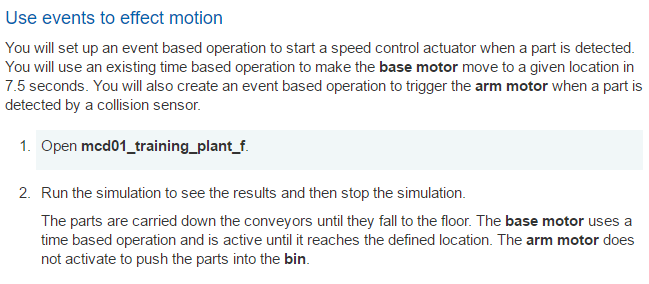 Use events to effect motion
You will set up an event based operation to start a speed control actuator when a part is detected.
You will use an existing time based operation to make the base motor move to a given location in
7.5 seconds. You will also create an event based operation to trigger the arm motor when a part is
detected by a collision sensor.
1. Open mcd01_training_plant_f.
2. Run the simulation to see the results and then stop the simulation.
The parts are carried down the conveyors until they fall to the floor. The base motor uses a
time based operation and is active until it reaches the defined location. The arm motor does
not activate to push the parts into the bin.